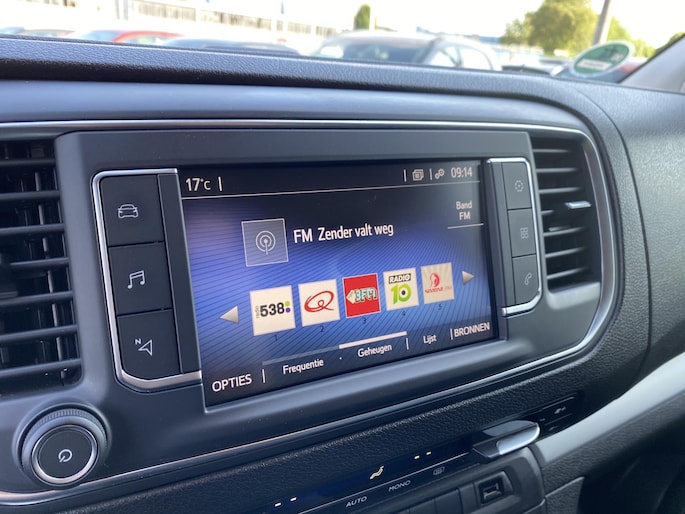 17°C
09:14
Band
FM
FM Zender valt weg
538
3FM
RADIO
10
Frequentie
Geheugen
Lijst
OPTIES
BRONNEN
N
AUTO
MONO